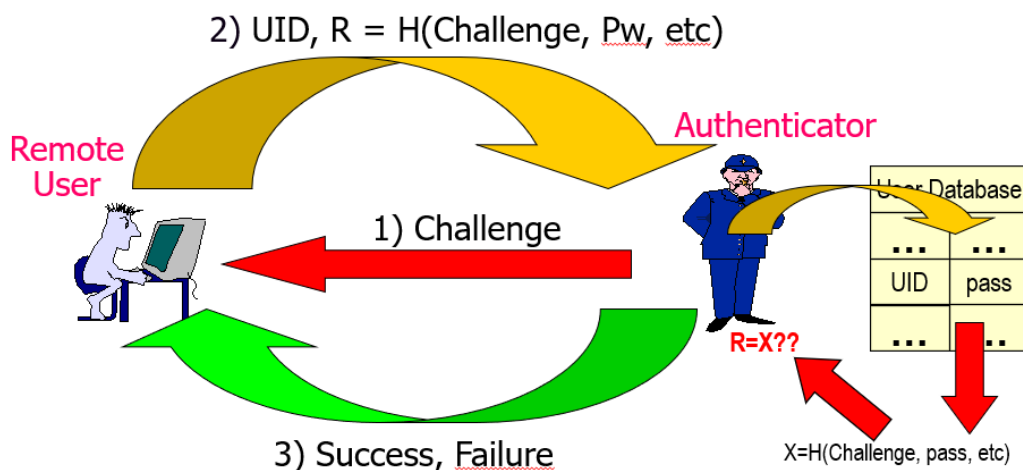 2) UID, R = H(Challenge, Pw, etc)
Remote
User
Authenticator
User Database
1) Challenge
... ...
UID pass
... ...
R=X??
X=H(Challenge, pass, etc)
3) Success, Failure